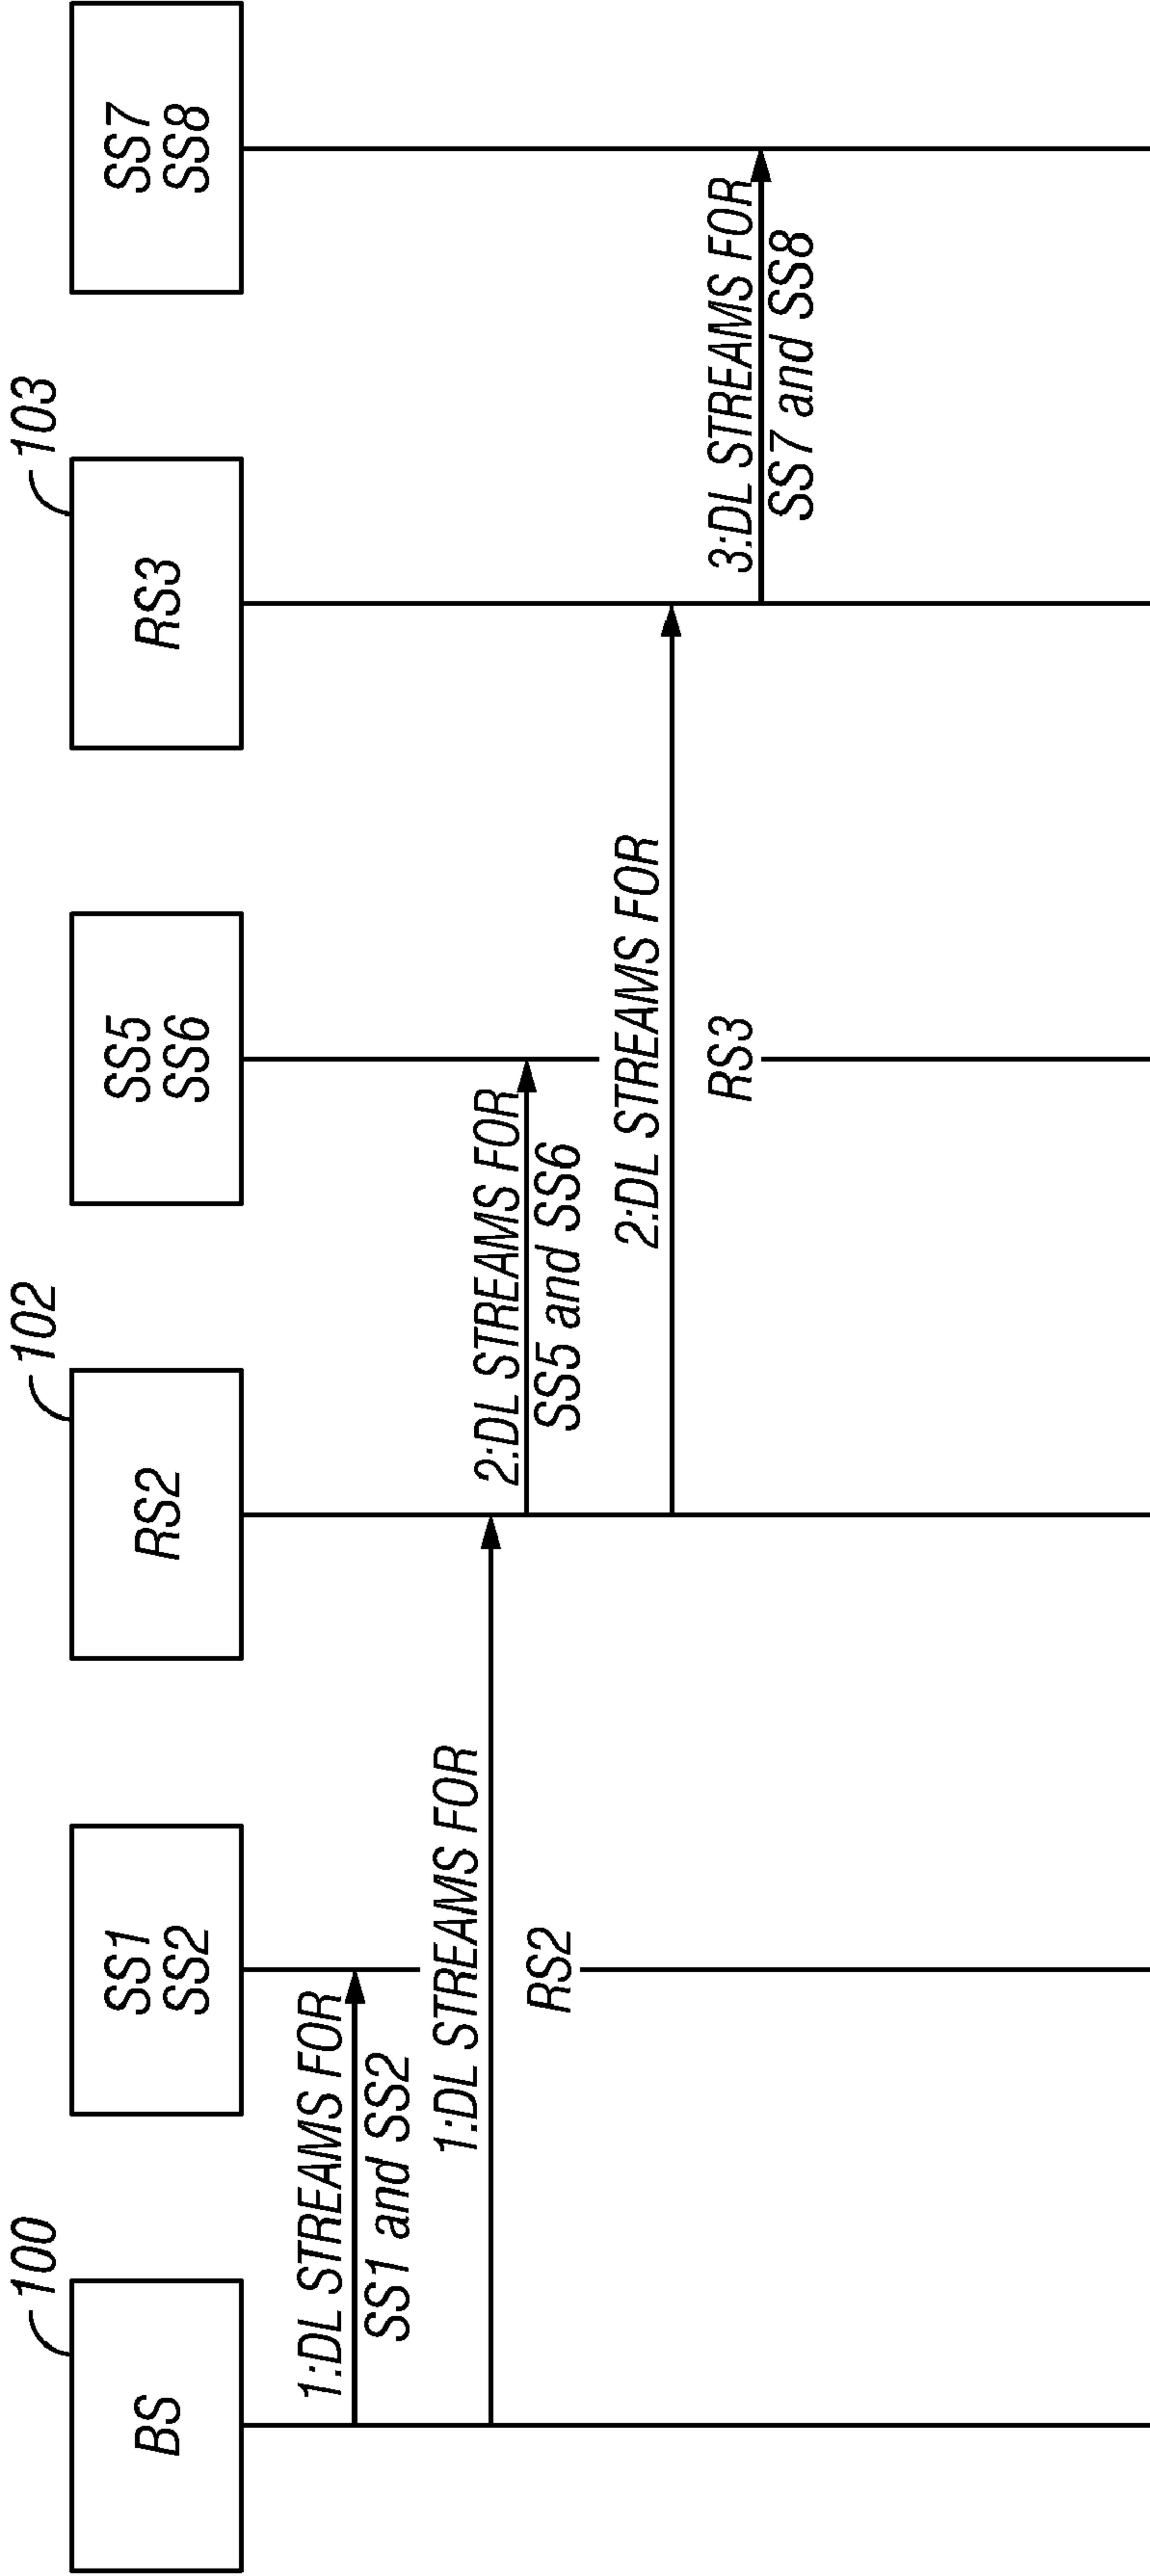 100
102
103
BS
SS1
SS2
RS2
SS5
SS6
RS3
SS7
SS8
1:DL STREAMS FOR
SS1 and SS2
1:DL STREAMS FOR
RS2
2:DL STREAMS FOR
SS5 and SS6
2:DL STREAMS FOR
RS3
3:DL STREAMS FOR
SS7 and SS8